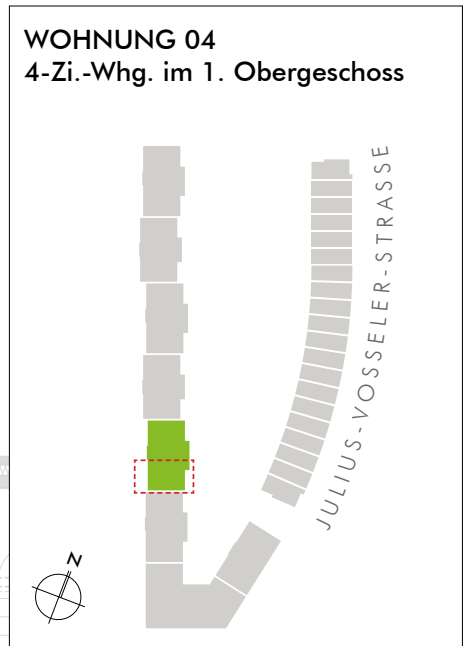 WOHNUNG 04
4-Zi.-Whg. im 1. Obergeschoss
JULIUS-VOSSELER-STRASSE
N